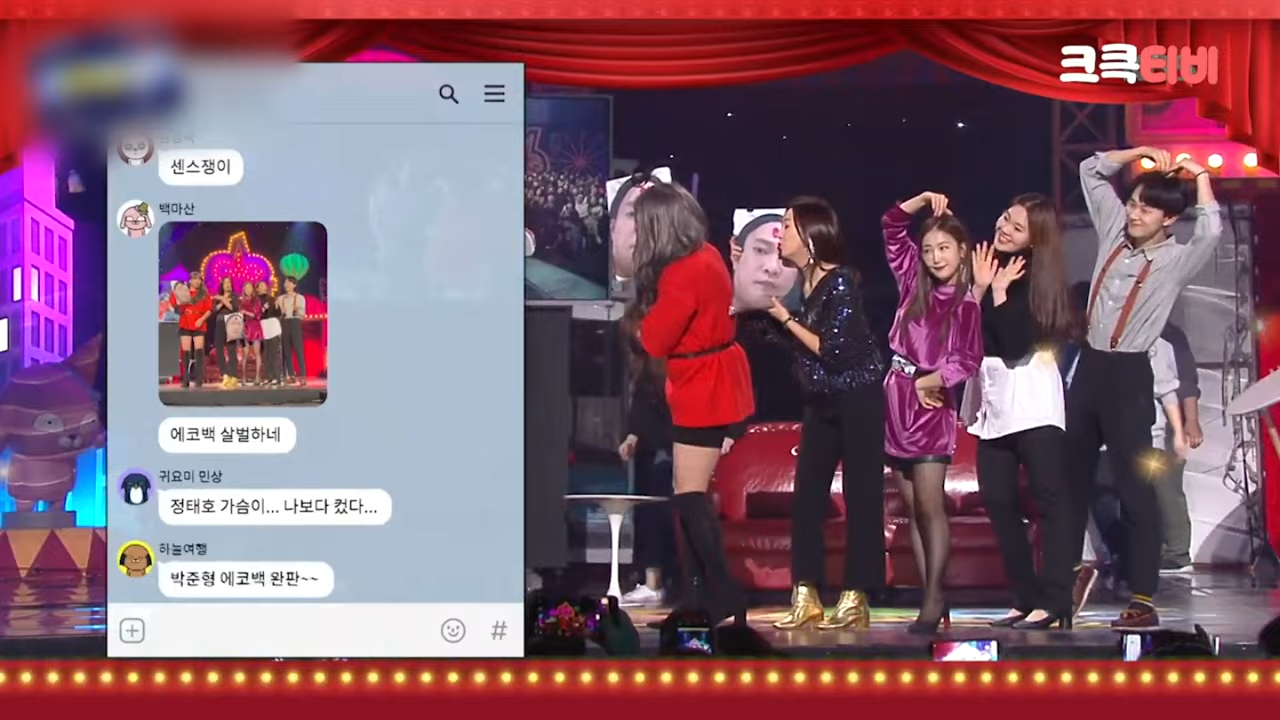 크큭티비
센스쟁이
백마산
에코백 살벌하네
귀요미 민상
정태호 가슴이... 나보다 컸다...
하늘여행
박준형 에코백 완판~~
#